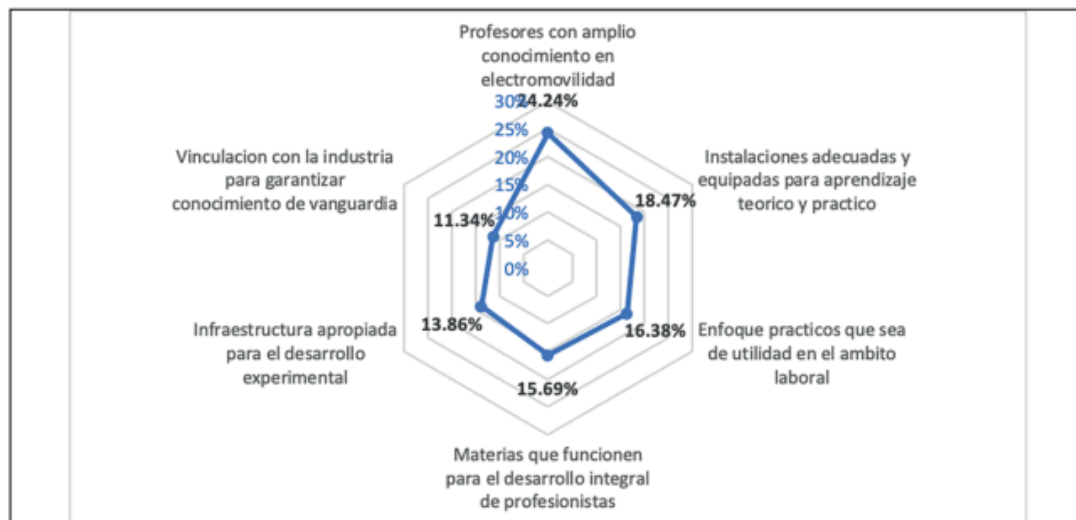 Profesores con amplio
conocimiento en
electromovilidad
24.24%
30%
25%
20%
15%
10%
5%
0%
Instalaciones adecuadas y
equipadas para aprendizaje
teorico y practico
18.47%
Enfoque practicos que sea
de utilidad en el ambito
laboral
16.38%
Materias que funcionen
para el desarrollo integral
de profesionistas
15.69%
Infraestructura apropiada
para el desarrollo
experimental
13.86%
Vinculacion con la industria
para garantizar
conocimiento de vanguardia
11.34%